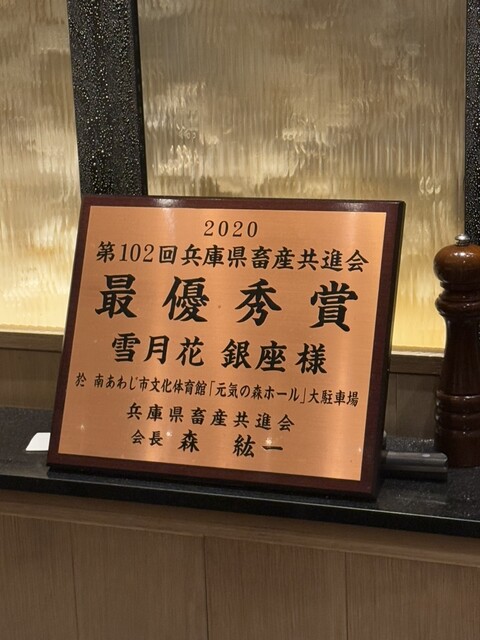 2020
第102回兵庫県畜産共進会
最優秀賞
雪月花 銀座様
於 南あわじ市文化体育館「元気の森ホール」大駐車場
兵庫県畜産共進会
会長 森 紘一